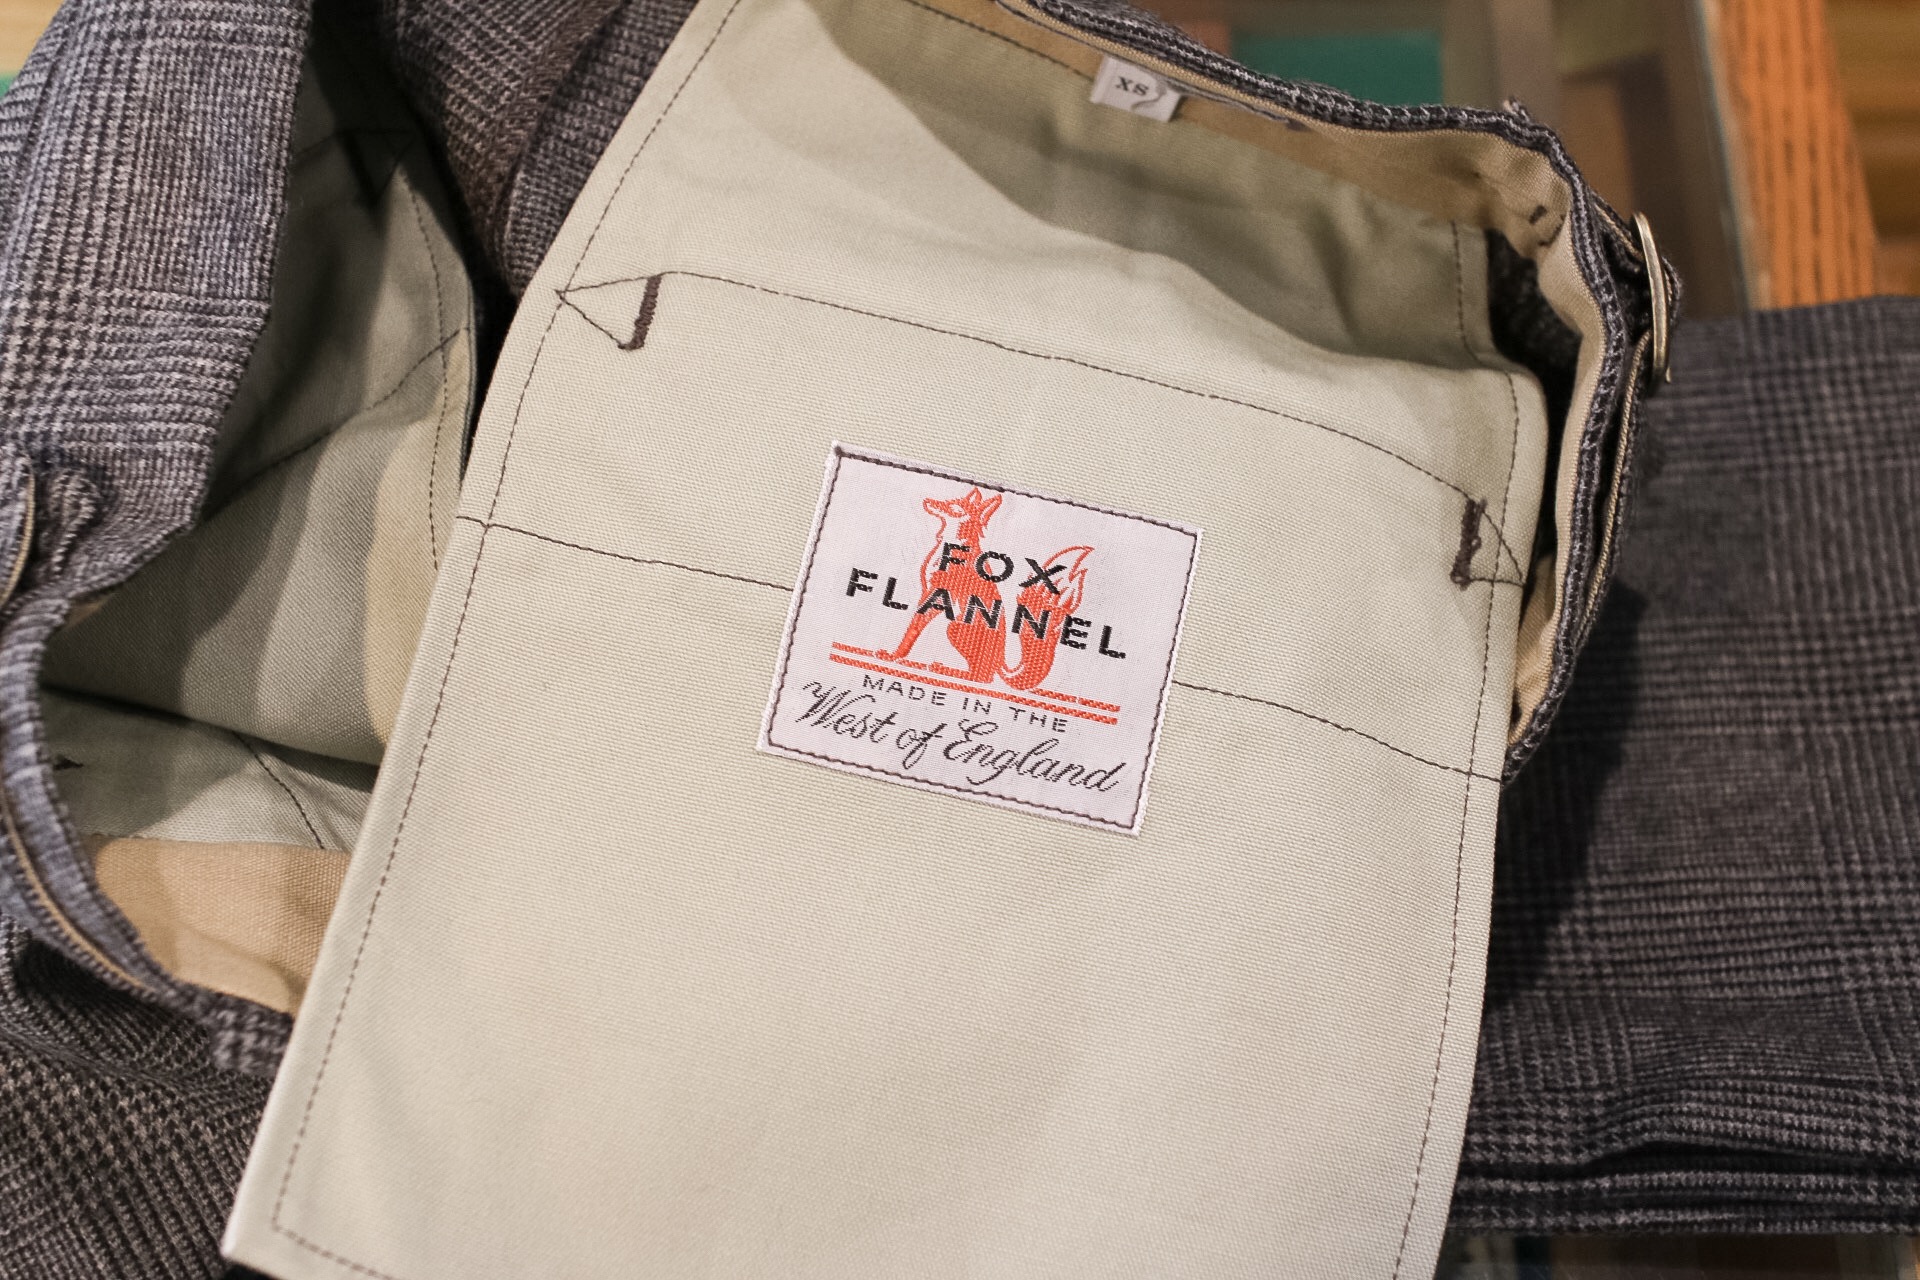 XS
FOX
FLANNEL
MADE IN THE
West of England